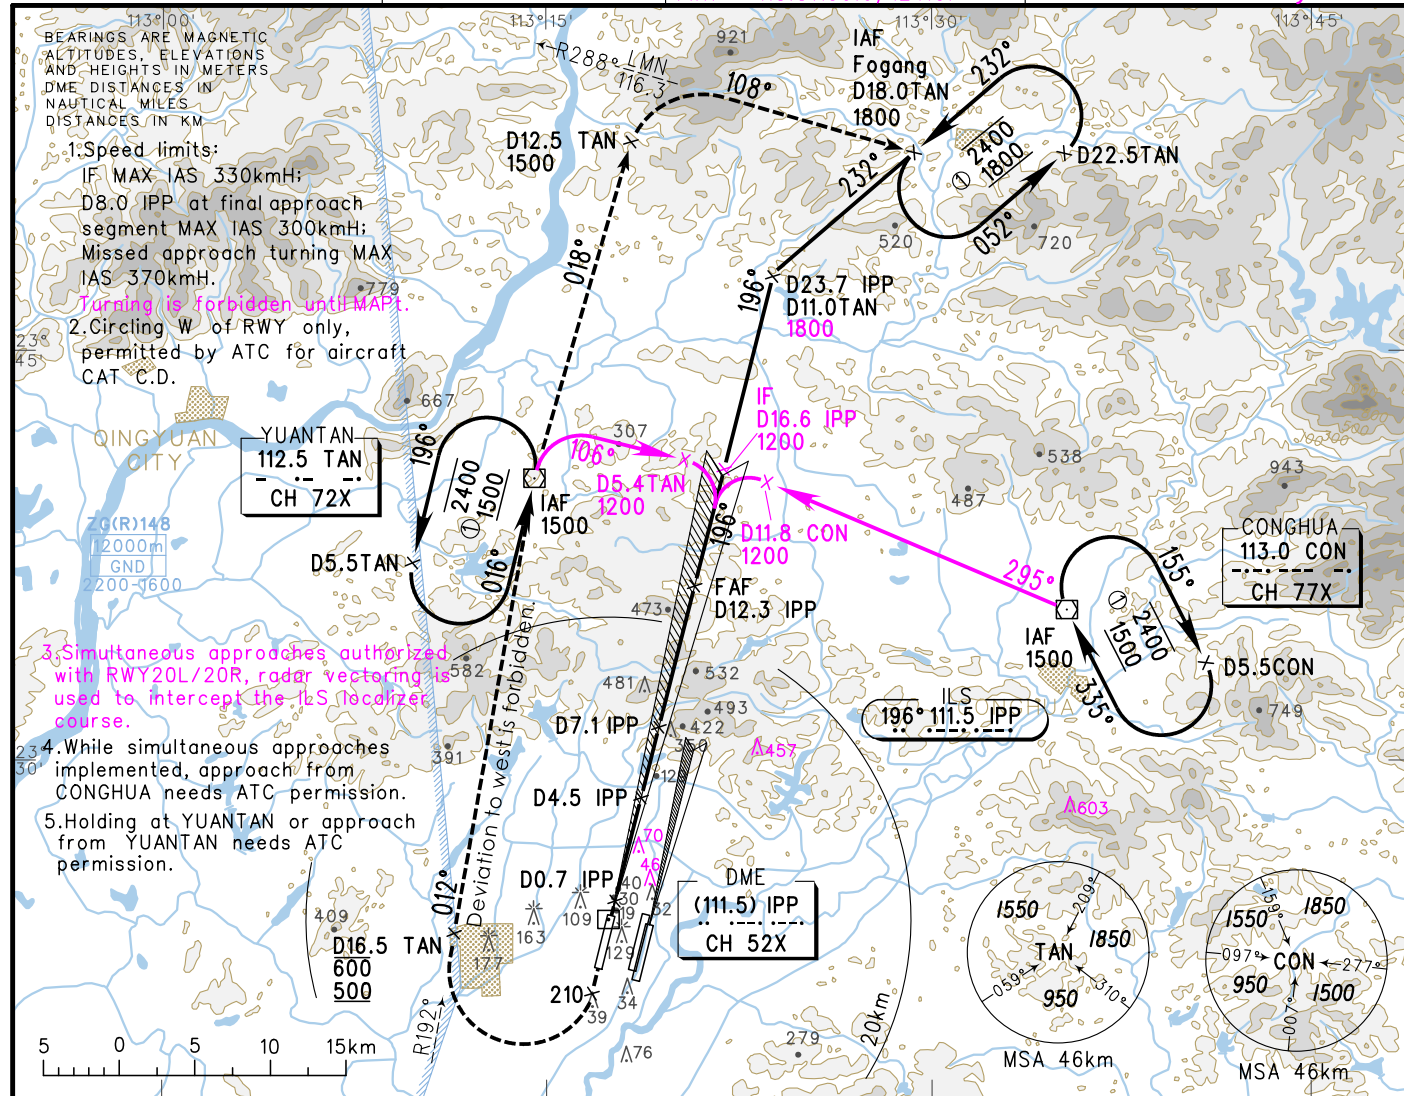 113°00'
113°15'
113°30'
113°45'
BEARINGS ARE MAGNETIC
ALTITUDES, ELEVATIONS
AND HEIGHTS IN METERS
DME DISTANCES IN
NAUTICAL MILES
DISTANCES IN KM
1.Speed limits:
IF MAX IAS 330kmH;
D8.0 IPP at final approach
segment MAX IAS 300kmH;
Missed approach turning MAX
IAS 370kmH.
Turning is forbidden until MAPt.
2.Circling W of RWY only,
permitted by ATC for aircraft
CAT C.D.
3.Simultaneous approaches authorized
with RWY20L/20R, radar vectoring is
used to intercept the ILS localizer
course.
4.While simultaneous approaches
implemented, approach from
CONGHUA needs ATC permission.
5.Holding at YUANTAN or approach
from YUANTAN needs ATC
permission.
23°
45'
23°
30'
779
667
QINGYUAN
CITY
YUANTAN
112.5 TAN
CH 72X
ZG(R)148
12000m
GND
2200-1600
R288° LMN
116.3
921
108°
D12.5 TAN
1500
018°
IAF
Fogang
D18.0TAN
1800
232°
232°
① 2400
1800
052°
D22.5TAN
520
720
196°
D23.7 IPP
D11.0TAN
1800
IF
D16.6 IPP
1200
307
106°
D5.4TAN
1200
196°
① 2400
1500
016°
IAF
1500
D5.5TAN
196°
D11.8 CON
1200
FAF
D12.3 IPP
295°
538
487
943
300
500
CONGHUA
113.0 CON
CH 77X
155°
① 2400
1500
335°
IAF
1500
D5.5CON
749
473
582
481
532
493
422
350
457
391
D7.1 IPP
12
ILS
196° 111.5 IPP
603
D4.5 IPP
70
46
Deviation to west is forbidden.
012°
D0.7 IPP
40
30
19
32
109
163
129
177
409
D16.5 TAN
600
500
R192°
210
39
34
76
279
DME
(111.5) IPP
CH 52X
20km
1550
209°
1850
TAN
059°
310°
950
MSA 46km
159°
1550
1850
097°
CON
277°
950
1500
007°
MSA 46km
5 0 5 10 15km